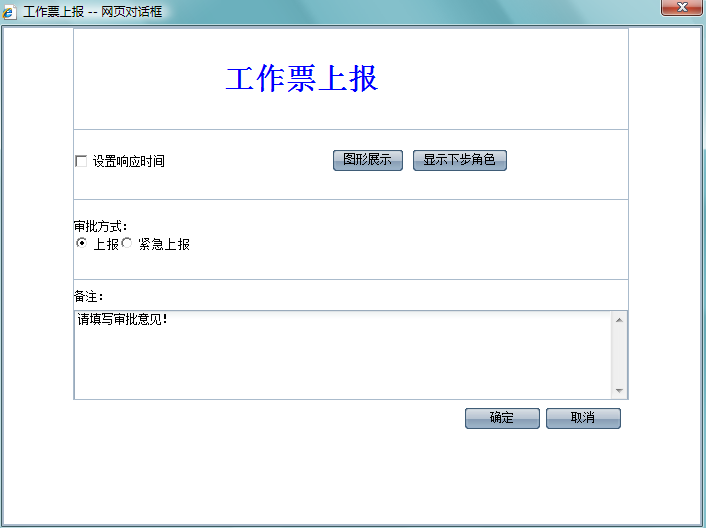 工作票上报 -- 网页对话框
工作票上报
设置响应时间 图形展示 显示下步角色
审批方式:
上报 紧急上报
备注:
请填写审批意见!
确定 取消